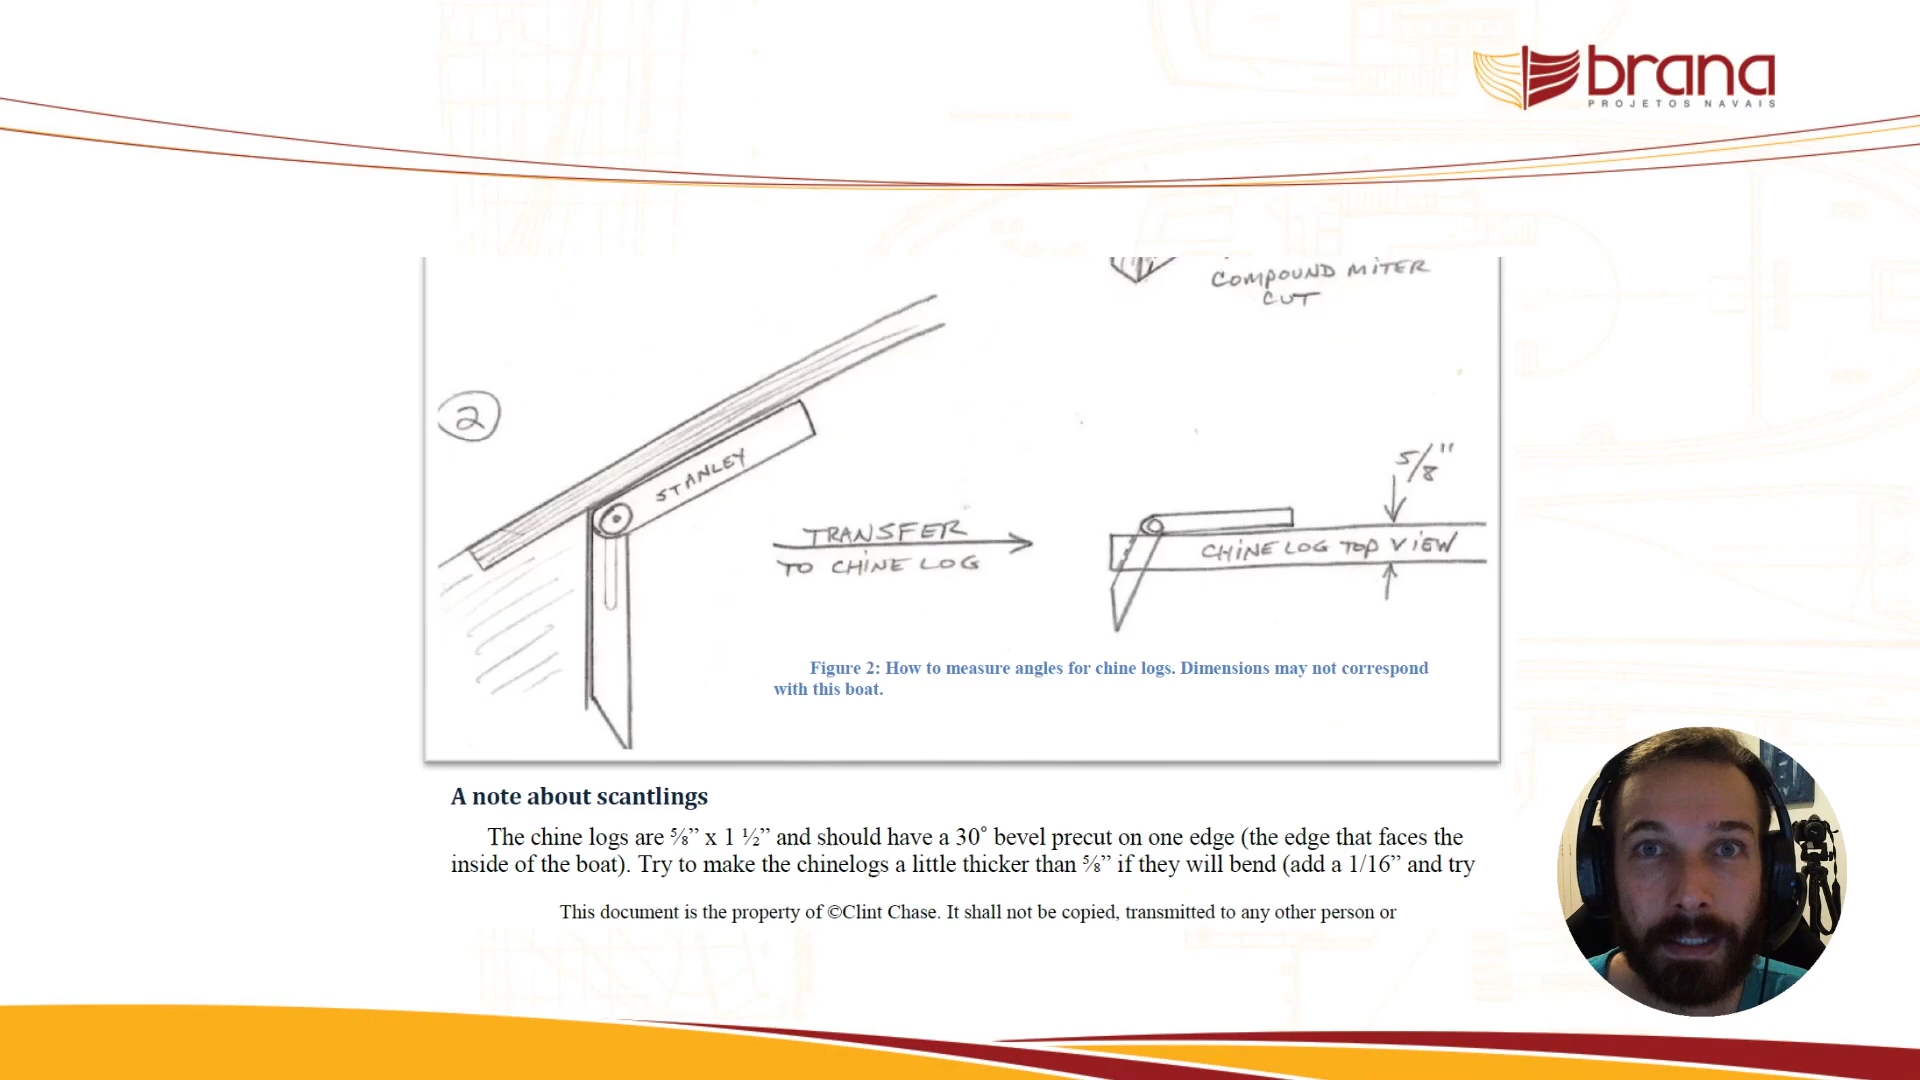 brana
PROJETOS NAVAIS
COMPOUND MITER
CUT
2
STANLEY
5/8"
TRANSFER
TO CHINE LOG
CHINE LOG TOP VIEW
Figure 2: How to measure angles for chine logs. Dimensions may not correspond
with this boat.
A note about scantlings
The chine logs are ⅝” x 1 ½” and should have a 30˚ bevel precut on one edge (the edge that faces the
inside of the boat). Try to make the chinelogs a little thicker than ⅝” if they will bend (add a 1/16” and try
This document is the property of ©Clint Chase. It shall not be copied, transmitted to any other person or